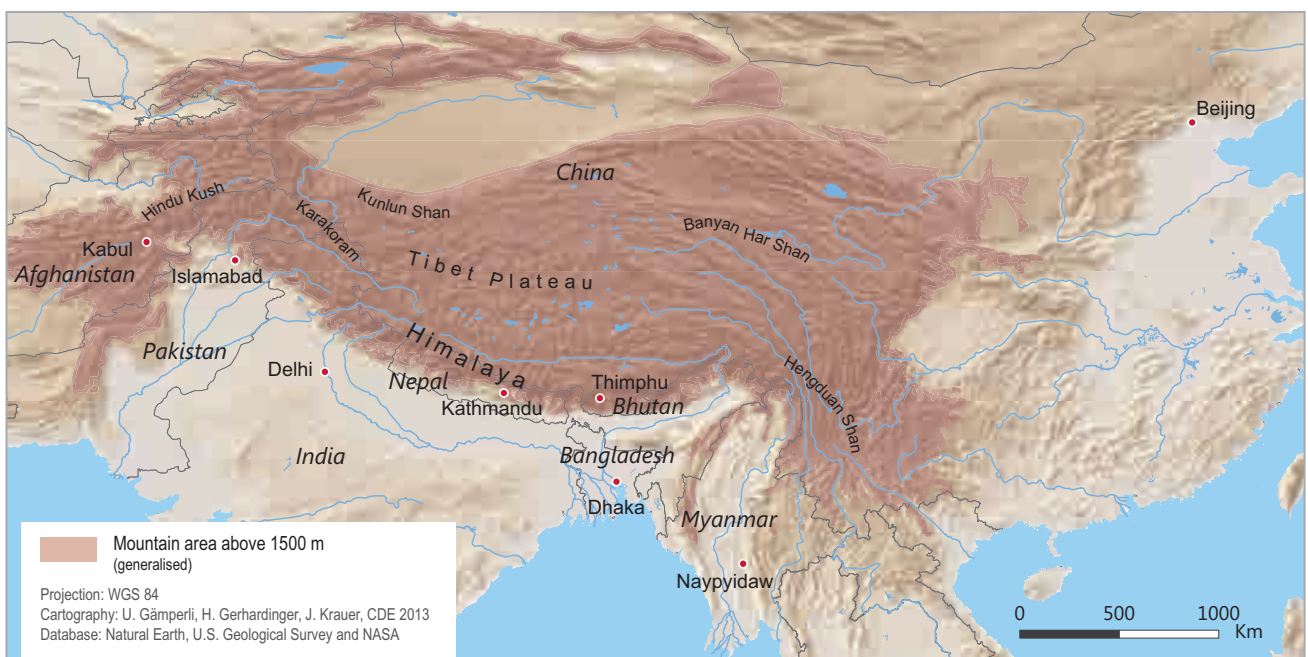 Beijing
China
Hindu Kush
Kunlun Shan
Karakoram
Banyan Har Shan
Kabul
Afghanistan
Islamabad
Tibet Plateau
Pakistan
Himalaya
Delhi
Nepal
Kathmandu
Thimphu
Bhutan
Hengduan Shan
India
Bangladesh
Dhaka
Myanmar
Naypyidaw
Mountain area above 1500 m
(generalised)
Projection: WGS 84
Cartography: U. Gämperli, H. Gerhardinger, J. Krauer, CDE 2013
Database: Natural Earth, U.S. Geological Survey and NASA
0 500 1000
Km